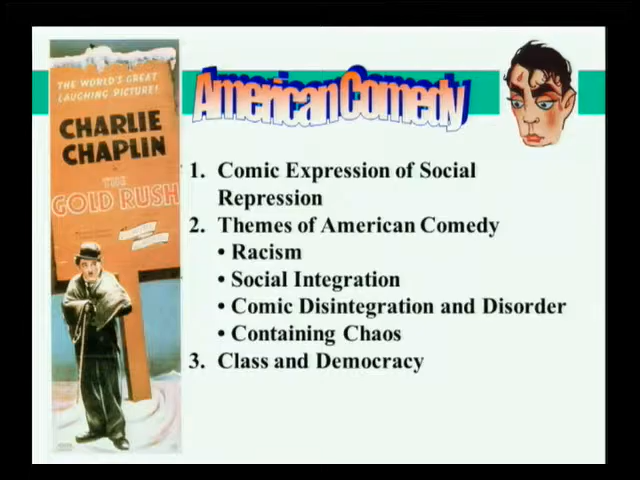 THE WORLD'S GREAT
LAUGHING PICTURE!
CHARLIE
CHAPLIN
THE
GOLD RUSH
American Comedy
1. Comic Expression of Social
Repression
2. Themes of American Comedy
• Racism
• Social Integration
• Comic Disintegration and Disorder
• Containing Chaos
3. Class and Democracy